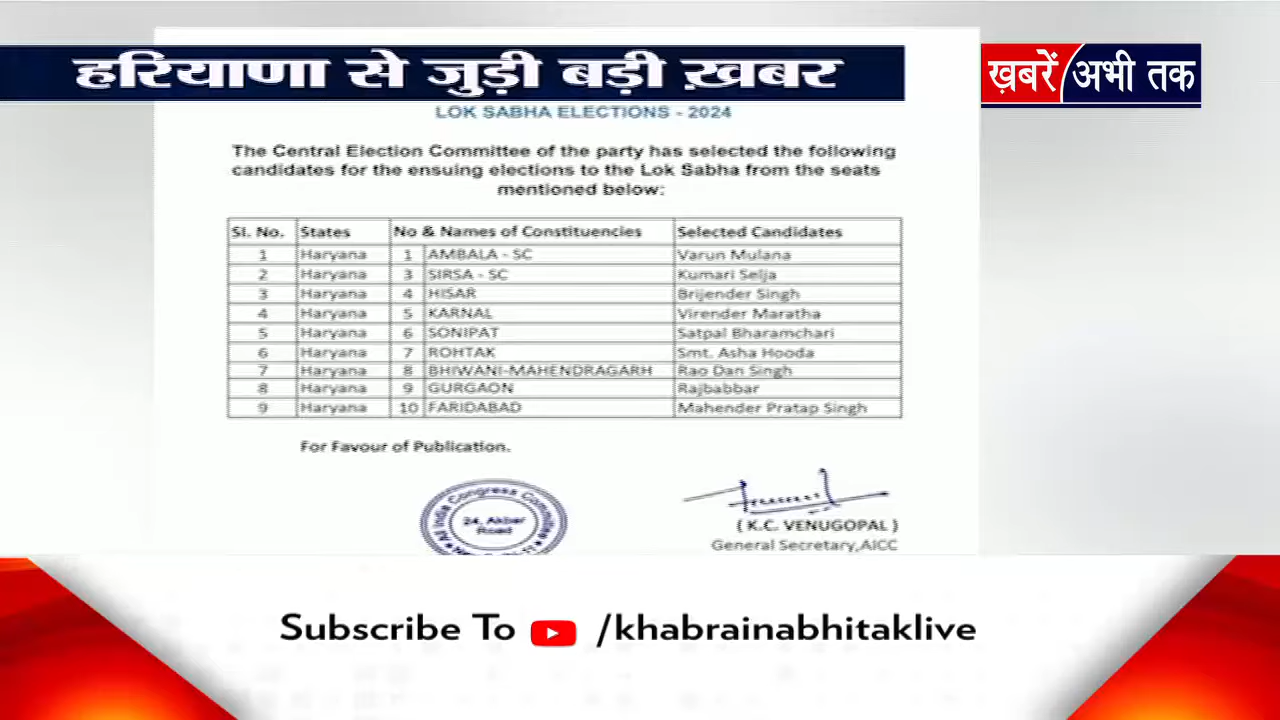 हरियाणा से जुड़ी बड़ी ख़बर
ख़बरें अभी तक
LOK SABHA ELECTIONS - 2024
The Central Election Committee of the party has selected the following
candidates for the ensuing elections to the Lok Sabha from the seats
mentioned below:
Sl. No. States No & Names of Constituencies Selected Candidates
1 Haryana 1 AMBALA - SC Varun Mulana
2 Haryana 3 SIRSA - SC Kumari Selja
3 Haryana 4 HISAR Brijender Singh
4 Haryana 5 KARNAL Virender Maratha
5 Haryana 6 SONIPAT Satpal Bharamchari
6 Haryana 7 ROHTAK Smt. Asha Hooda
7 Haryana 8 BHIWANI-MAHENDRAGARH Rao Dan Singh
8 Haryana 9 GURGAON Rajbabbar
9 Haryana 10 FARIDABAD Mahender Pratap Singh
For Favour of Publication.
All India Congress Committee
24, Akbar
Road
( K.C. VENUGOPAL )
General Secretary,AICC
Subscribe To /khabrainabhitaklive